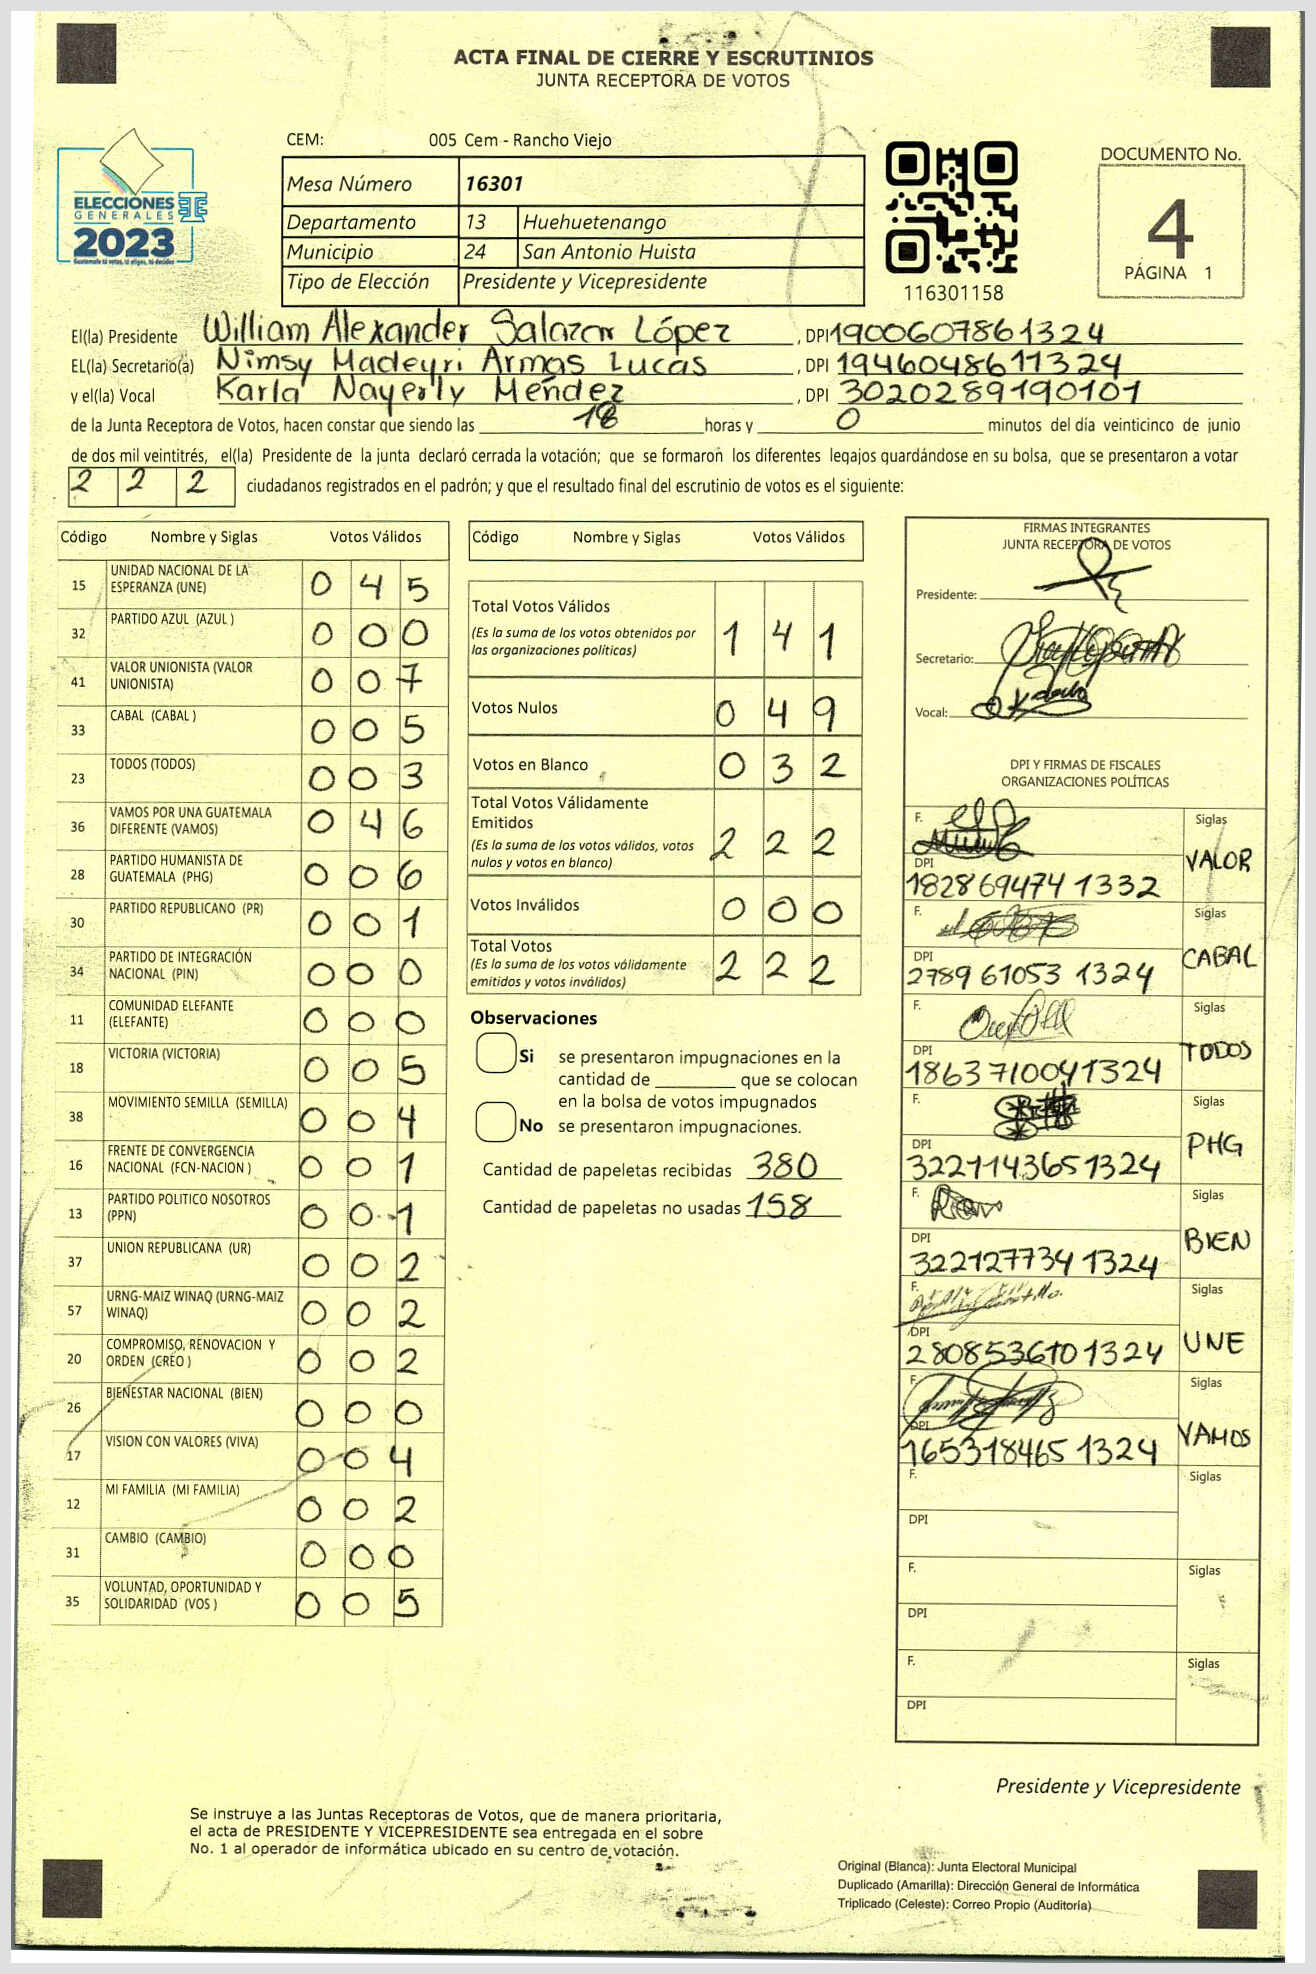 ACTA FINAL DE CIERRE Y ESCRUTINIOS
JUNTA RECEPTORA DE VOTOS
ELECCIONES
GENERALES
2023
Guatemala tú votas, tú eliges, tú decides
CEM: 005 Cem - Rancho Viejo
Mesa Número 16301
Departamento 13 Huehuetenango
Municipio 24 San Antonio Huista
Tipo de Elección Presidente y Vicepresidente
116301158
DOCUMENTO No.
4
PÁGINA 1
El(la) Presidente William Alexander Salazar López, DPI 1900607861324
EL(la) Secretario(a) Nimsy Madeyri Armas Lucas, DPI 1946048611324
y el(la) Vocal Karla Nayerly Méndez, DPI 3020289190101
de la Junta Receptora de Votos, hacen constar que siendo las 18 horas y 0 minutos del día veinticinco de junio
de dos mil veintitrés, el(la) Presidente de la junta declaró cerrada la votación; que se formaron los diferentes legajos guardándose en su bolsa, que se presentaron a votar
2 2 2 ciudadanos registrados en el padrón; y que el resultado final del escrutinio de votos es el siguiente:
Código Nombre y Siglas Votos Válidos
15 UNIDAD NACIONAL DE LA
ESPERANZA (UNE) 0 4 5
32 PARTIDO AZUL (AZUL ) 0 0 0
41 VALOR UNIONISTA (VALOR
UNIONISTA) 0 0 7
33 CABAL (CABAL ) 0 0 5
23 TODOS (TODOS) 0 0 3
36 VAMOS POR UNA GUATEMALA
DIFERENTE (VAMOS) 0 4 6
28 PARTIDO HUMANISTA DE
GUATEMALA (PHG) 0 0 6
30 PARTIDO REPUBLICANO (PR) 0 0 1
34 PARTIDO DE INTEGRACIÓN
NACIONAL (PIN) 0 0 0
11 COMUNIDAD ELEFANTE
(ELEFANTE) 0 0 0
18 VICTORIA (VICTORIA) 0 0 5
38 MOVIMIENTO SEMILLA (SEMILLA) 0 0 4
16 FRENTE DE CONVERGENCIA
NACIONAL (FCN-NACION ) 0 0 1
13 PARTIDO POLITICO NOSOTROS
(PPN) 0 0 1
37 UNION REPUBLICANA (UR) 0 0 2
57 URNG-MAIZ WINAQ (URNG-MAIZ
WINAQ) 0 0 2
20 COMPROMISO, RENOVACION Y
ORDEN (CREO ) 0 0 2
26 BIENESTAR NACIONAL (BIEN) 0 0 0
17 VISION CON VALORES (VIVA) 0 0 4
12 MI FAMILIA (MI FAMILIA) 0 0 2
31 CAMBIO (CAMBIO) 0 0 0
35 VOLUNTAD, OPORTUNIDAD Y
SOLIDARIDAD (VOS ) 0 0 5
Código Nombre y Siglas Votos Válidos
Total Votos Válidos
(Es la suma de los votos obtenidos por
las organizaciones políticas) 1 4 1
Votos Nulos 0 4 9
Votos en Blanco 0 3 2
Total Votos Válidamente
Emitidos
(Es la suma de los votos válidos, votos
nulos y votos en blanco) 2 2 2
Votos Inválidos 0 0 0
Total Votos
(Es la suma de los votos válidamente
emitidos y votos inválidos) 2 2 2
Observaciones
Si se presentaron impugnaciones en la
cantidad de ________ que se colocan
en la bolsa de votos impugnados
No se presentaron impugnaciones.
Cantidad de papeletas recibidas 380
Cantidad de papeletas no usadas 158
FIRMAS INTEGRANTES
JUNTA RECEPTORA DE VOTOS
Presidente:
Secretario:
Vocal:
DPI Y FIRMAS DE FISCALES
ORGANIZACIONES POLÍTICAS
F. Siglas
DPI VALOR
1828694741332
F. Siglas
DPI CABAL
2789610531324
F. Siglas
DPI TODOS
1863710041324
F. Siglas
DPI PHG
3221143651324
F. Siglas
DPI BIEN
3221277341324
F. Siglas
DPI UNE
2808536101324
F. Siglas
DPI VAMOS
1653184651324
F. Siglas
DPI
F. Siglas
DPI
F. Siglas
DPI
Presidente y Vicepresidente
Se instruye a las Juntas Receptoras de Votos, que de manera prioritaria,
el acta de PRESIDENTE Y VICEPRESIDENTE sea entregada en el sobre
No. 1 al operador de informática ubicado en su centro de votación.
Original (Blanca): Junta Electoral Municipal
Duplicado (Amarilla): Dirección General de Informática
Triplicado (Celeste): Correo Propio (Auditoría)